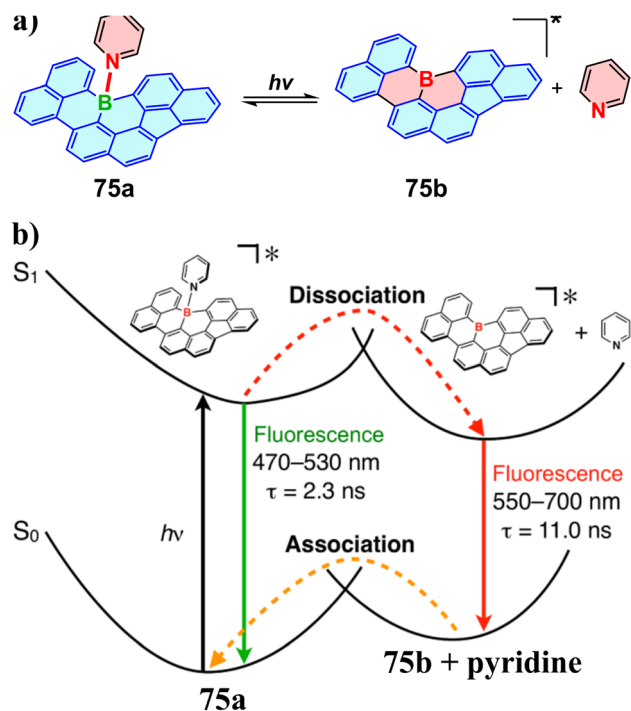 a)
N
B
hν
B
*
+
N
75a
75b
b)
S1
N
B
*
Dissociation
B
*
+
N
Fluorescence
470–530 nm
τ = 2.3 ns
Fluorescence
550–700 nm
τ = 11.0 ns
hν
S0
Association
75b + pyridine
75a